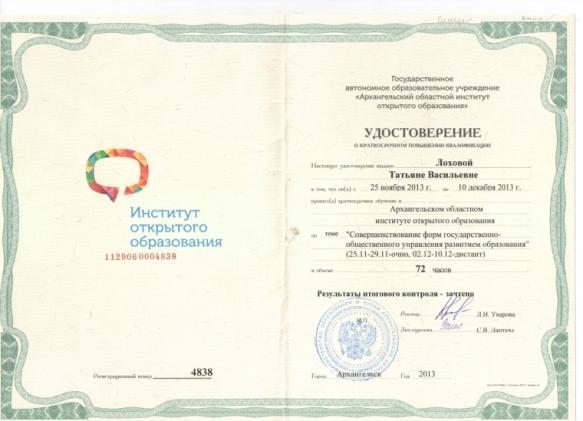 Институт
открытого
образования
1129060004838
Регистрационный номер 4838
Государственное
автономное образовательное учреждение
«Архангельский областной институт
открытого образования»
УДОСТОВЕРЕНИЕ
О КРАТКОСРОЧНОМ ПОВЫШЕНИИ КВАЛИФИКАЦИИ
Настоящее удостоверение выдано Лоховой
Татьяне Васильевне
в том, что он(а) с 25 ноября 2013 г. по 10 декабря 2013 г.
прошел(а) краткосрочное обучение в
Архангельском областном
институте открытого образования
по теме "Совершенствование форм государственно-
общественного управления развитием образования"
(25.11-29.11-очно, 02.12-10.12-дистант)
в объеме 72 часов
Результаты итогового контроля - зачтено
М.П.
Ректор Л.И. Уварова
С.В. Лаптева
Город Архангельск Год 2013